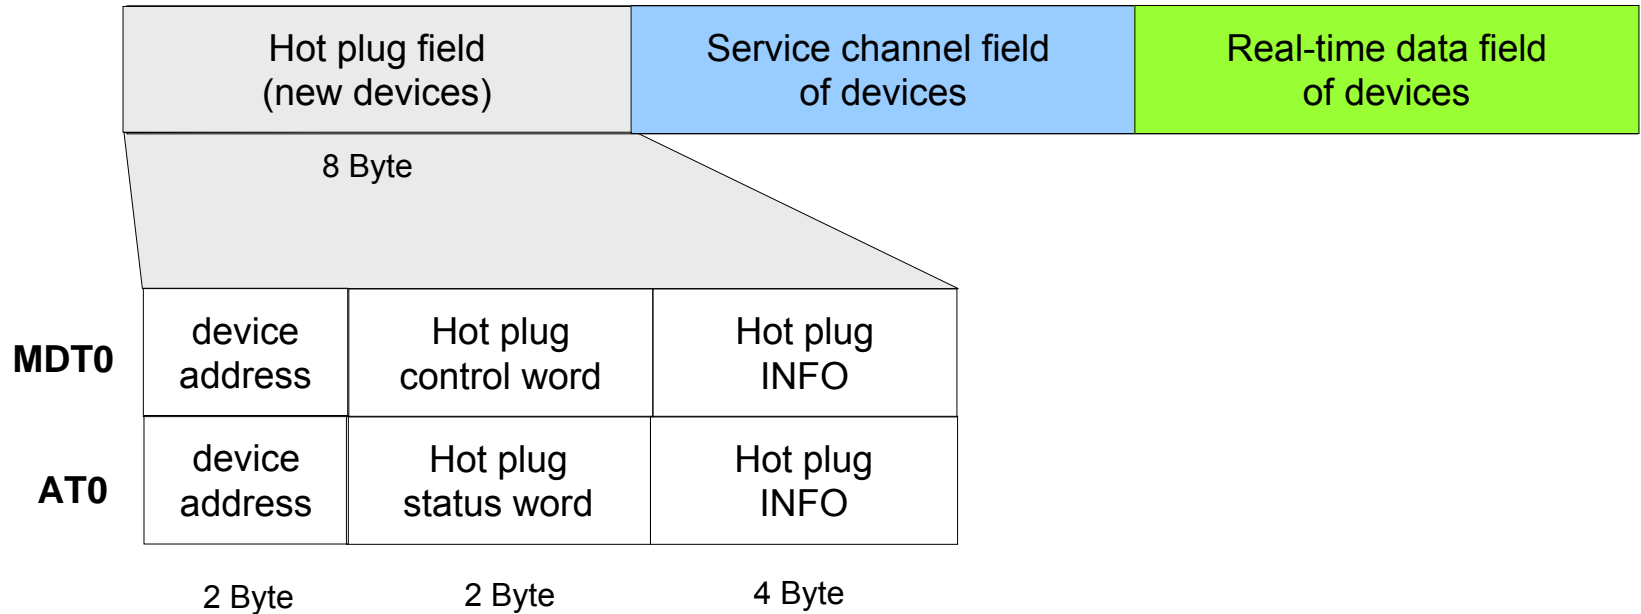 Hot plug field
(new devices)
Service channel field
of devices
Real-time data field
of devices
8 Byte
MDT0
device
address
Hot plug
control word
Hot plug
INFO
AT0
device
address
Hot plug
status word
Hot plug
INFO
2 Byte
2 Byte
4 Byte